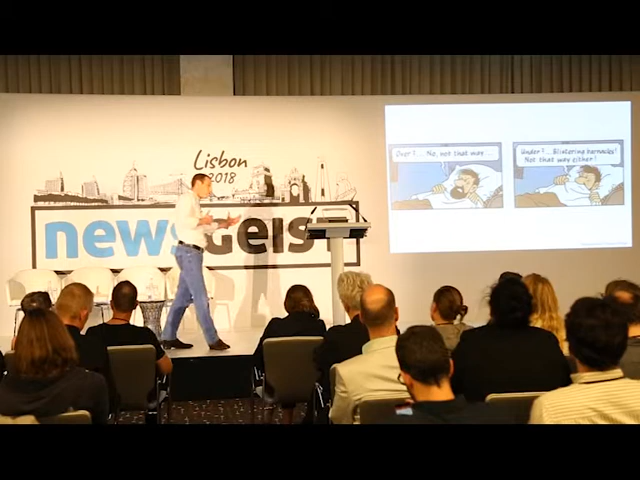 Lisbon
2018
newsgeist
Over?... No, not that way...
Under?... Blistering barnacles!
Not that way either!